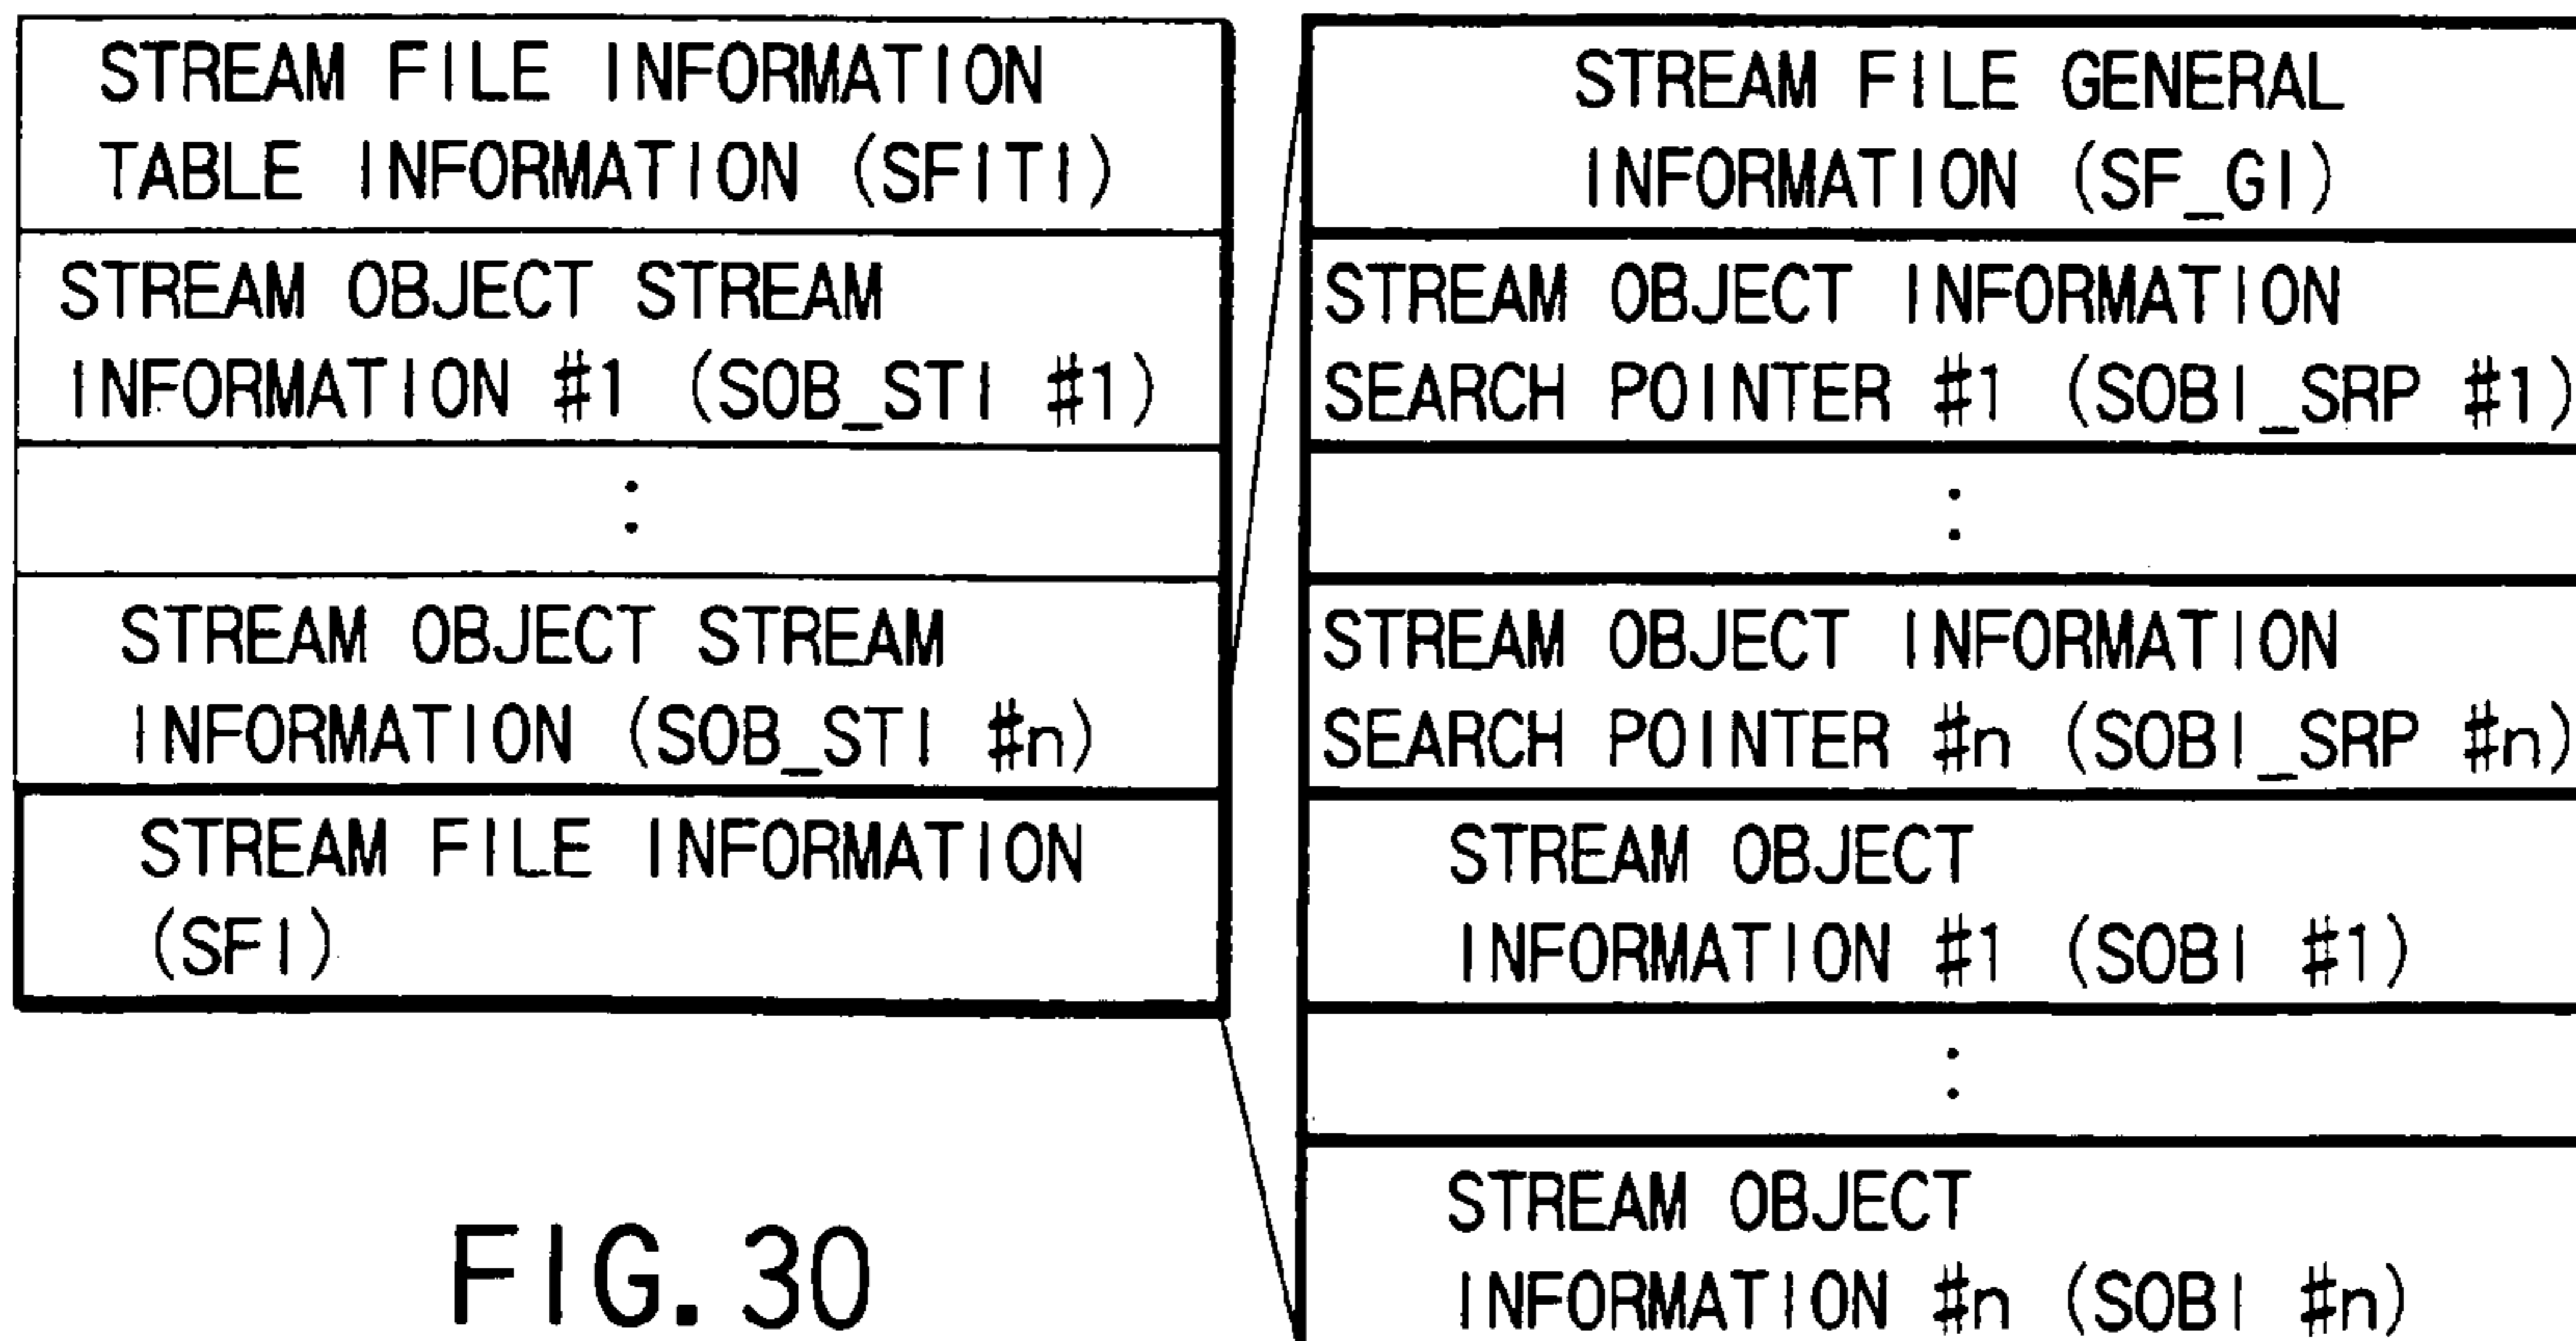 STREAM FILE INFORMATION
TABLE INFORMATION (SFITI)
STREAM OBJECT STREAM
INFORMATION #1 (SOB_STI #1)
:
STREAM OBJECT STREAM
INFORMATION (SOB_STI #n)
STREAM FILE INFORMATION
(SFI)
STREAM FILE GENERAL
INFORMATION (SF_GI)
STREAM OBJECT INFORMATION
SEARCH POINTER #1 (SOBI_SRP #1)
:
STREAM OBJECT INFORMATION
SEARCH POINTER #n (SOBI_SRP #n)
STREAM OBJECT
INFORMATION #1 (SOBI #1)
:
STREAM OBJECT
INFORMATION #n (SOBI #n)
FIG. 30